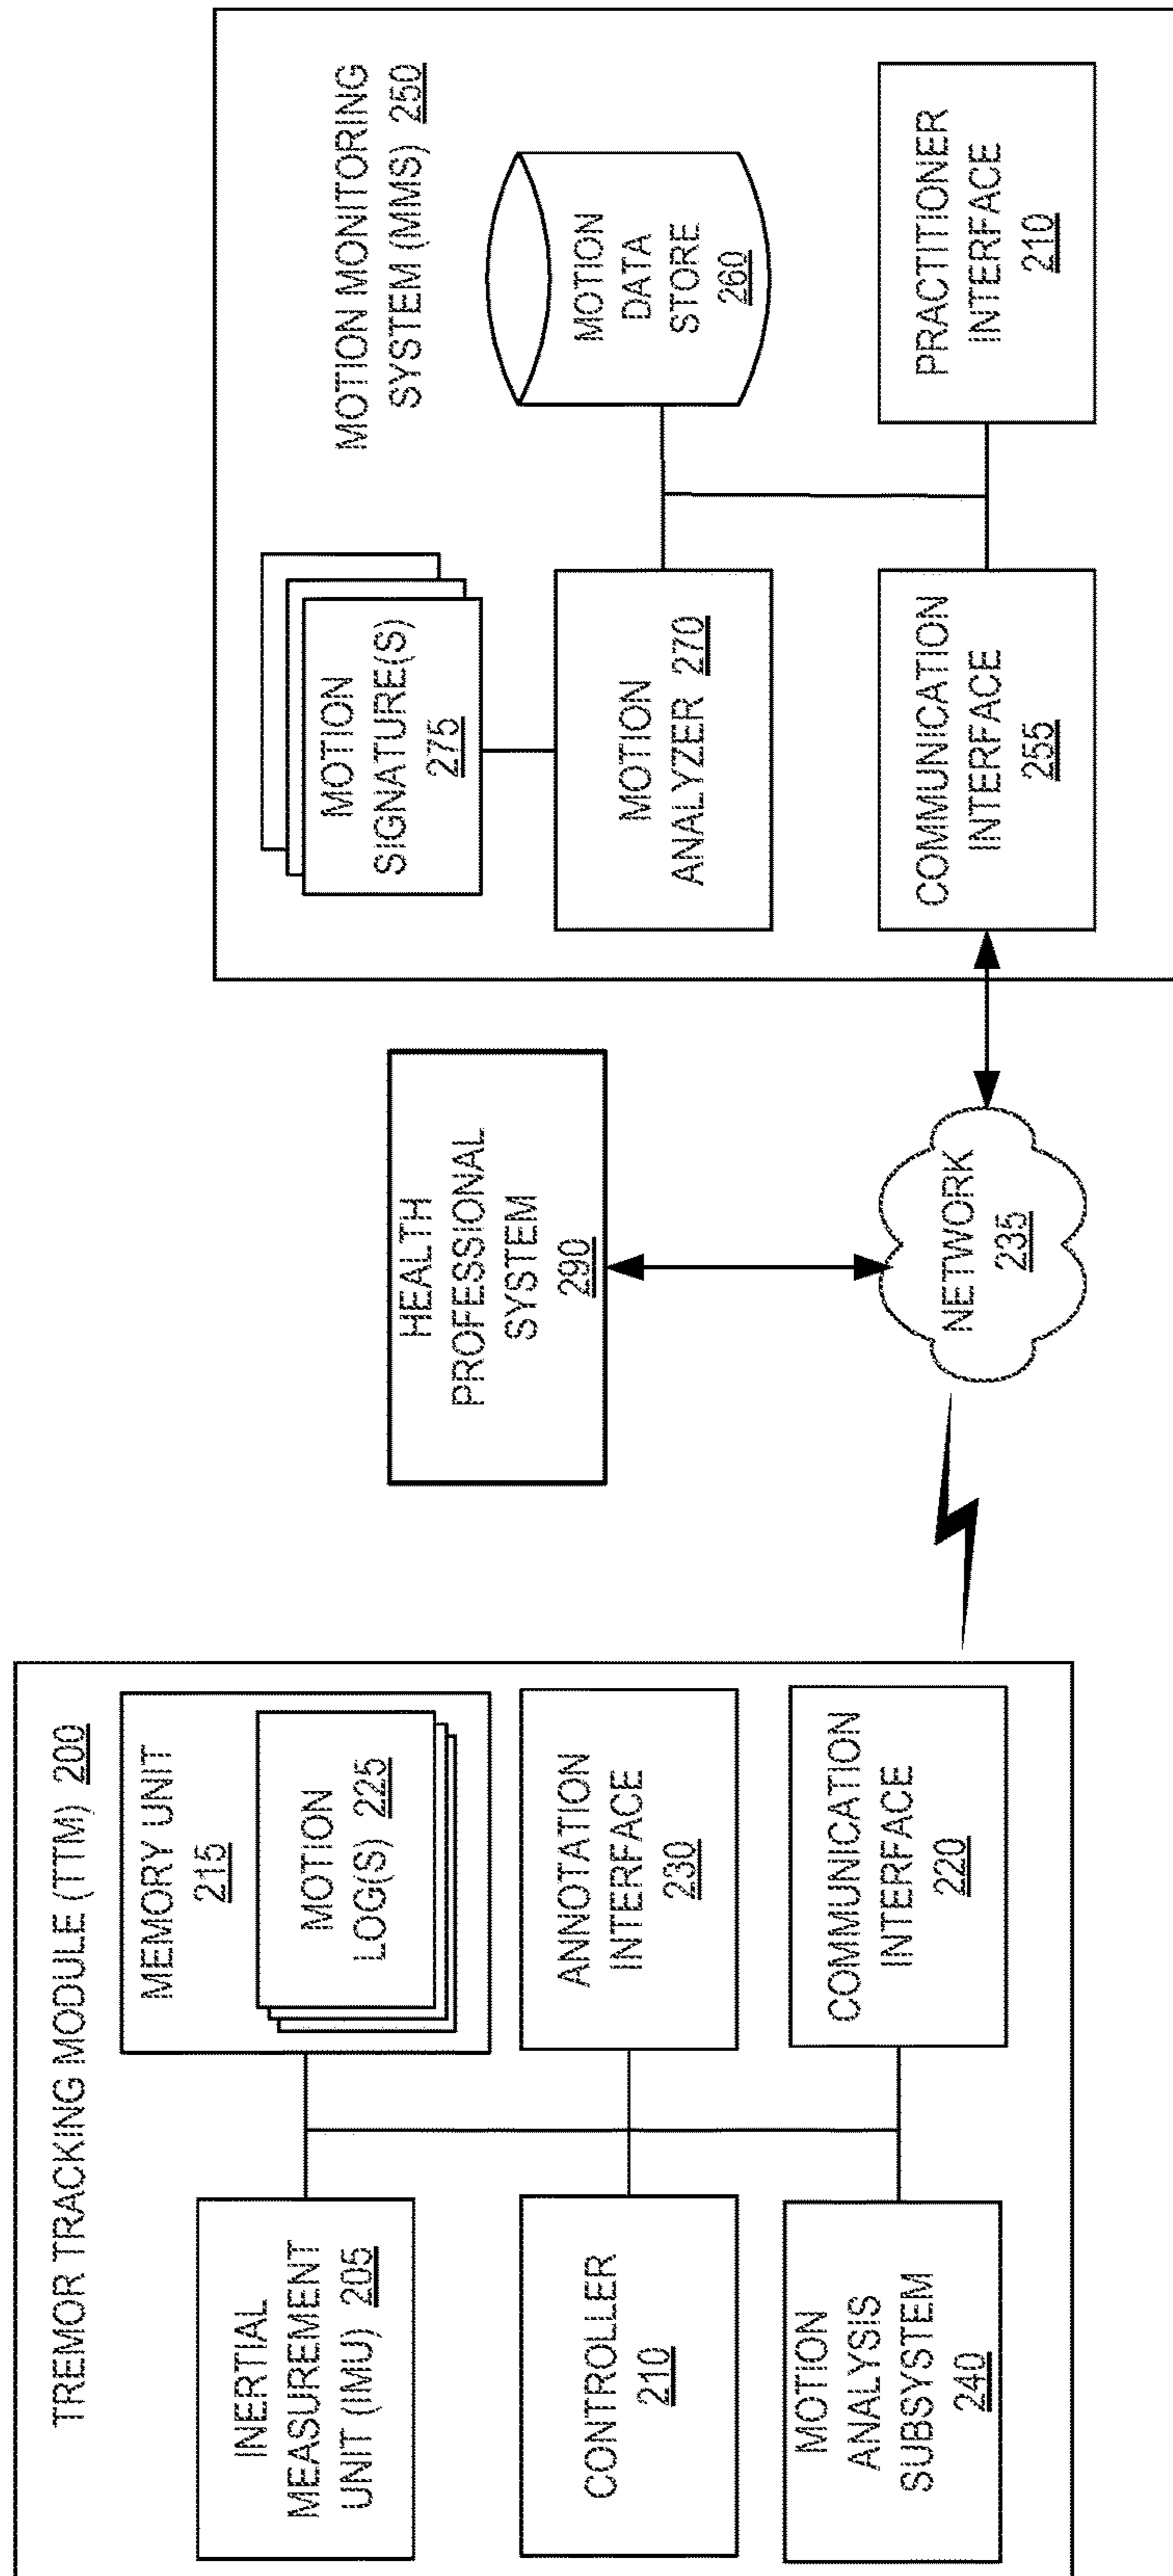 TREMOR TRACKING MODULE (TTM) 200
INERTIAL
MEASUREMENT
UNIT (IMU) 205
MEMORY UNIT
215
MOTION
LOG(S) 225
CONTROLLER
210
ANNOTATION
INTERFACE
230
MOTION
ANALYSIS
SUBSYSTEM
240
COMMUNICATION
INTERFACE
220
HEALTH
PROFESSIONAL
SYSTEM
290
NETWORK
235
MOTION MONITORING
SYSTEM (MMS) 250
MOTION
SIGNATURE(S)
275
MOTION
ANALYZER 270
MOTION
DATA
STORE
260
COMMUNICATION
INTERFACE
255
PRACTITIONER
INTERFACE
210